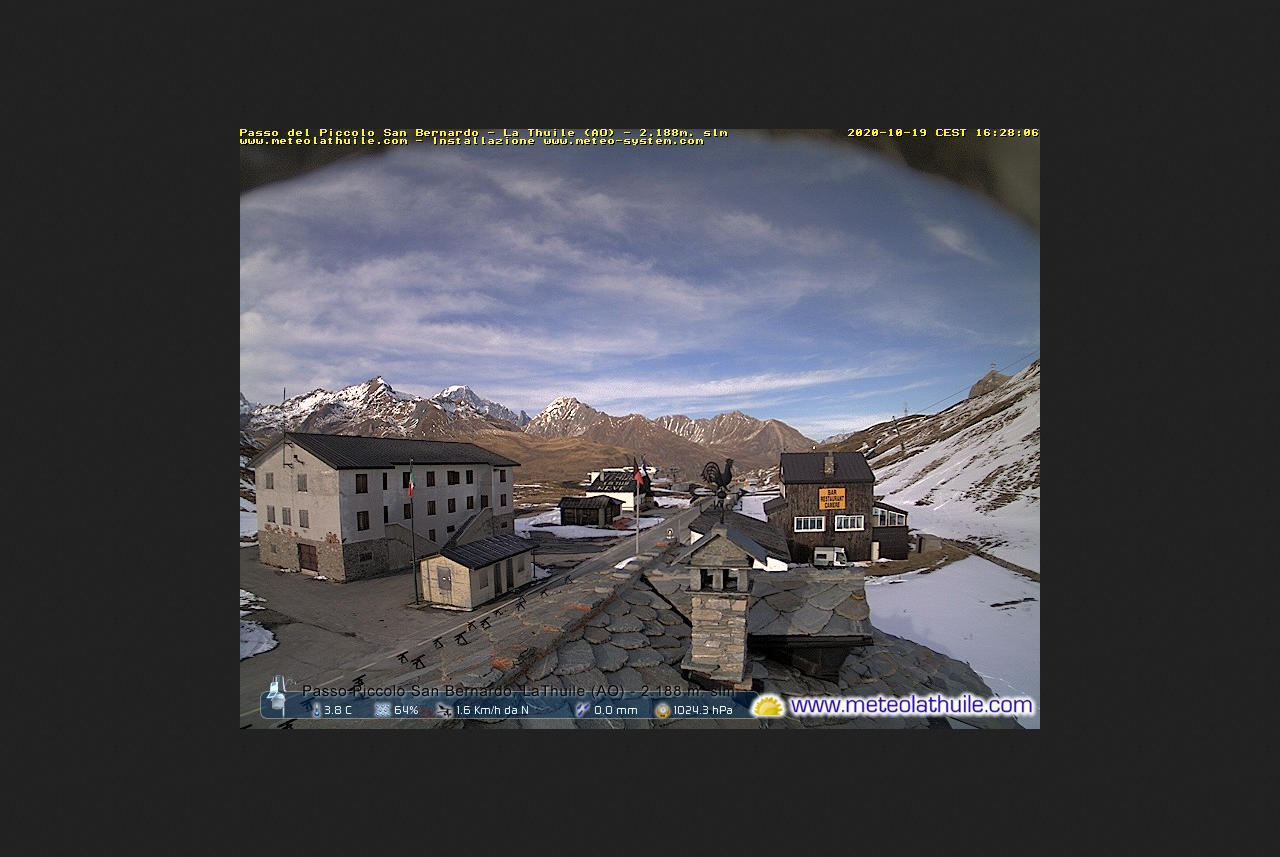 Passo del Piccolo San Bernardo - La Thuile (AO) - 2.188m. slm
2020-10-19 CEST 16:28:06
www.meteolathuile.com - Installazione www.meteo-system.com
BAR
RESTAURANT
CAMERE
Passo Piccolo San Bernardo, LaThuile (AO) - 2.188 m. slm
3.8 C 64% 1.6 Km/h da N 0.0 mm 1024.3 hPa
www.meteolathuile.com